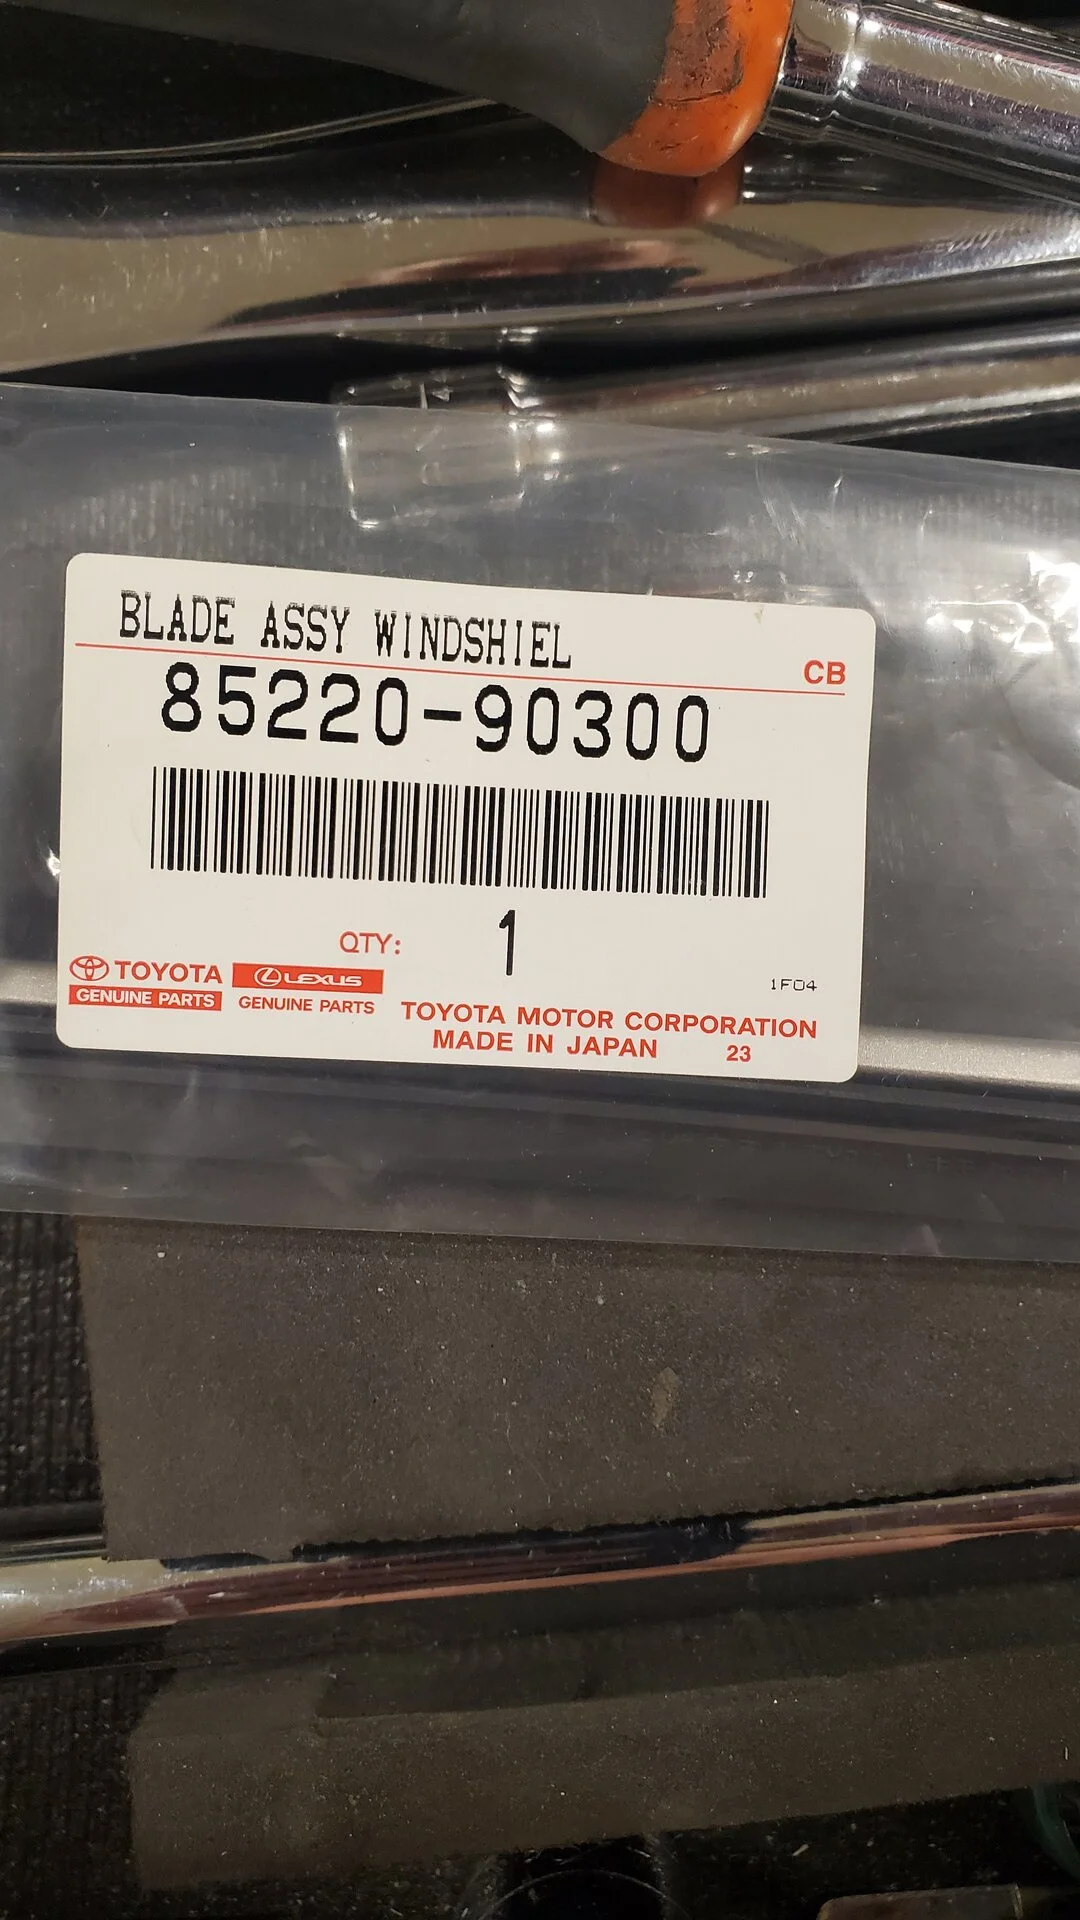 BLADE ASSY WINDSHIEL
CB
85220-90300
QTY: 1
1F04
TOYOTA LEXUS
GENUINE PARTS GENUINE PARTS
TOYOTA MOTOR CORPORATION
MADE IN JAPAN 23